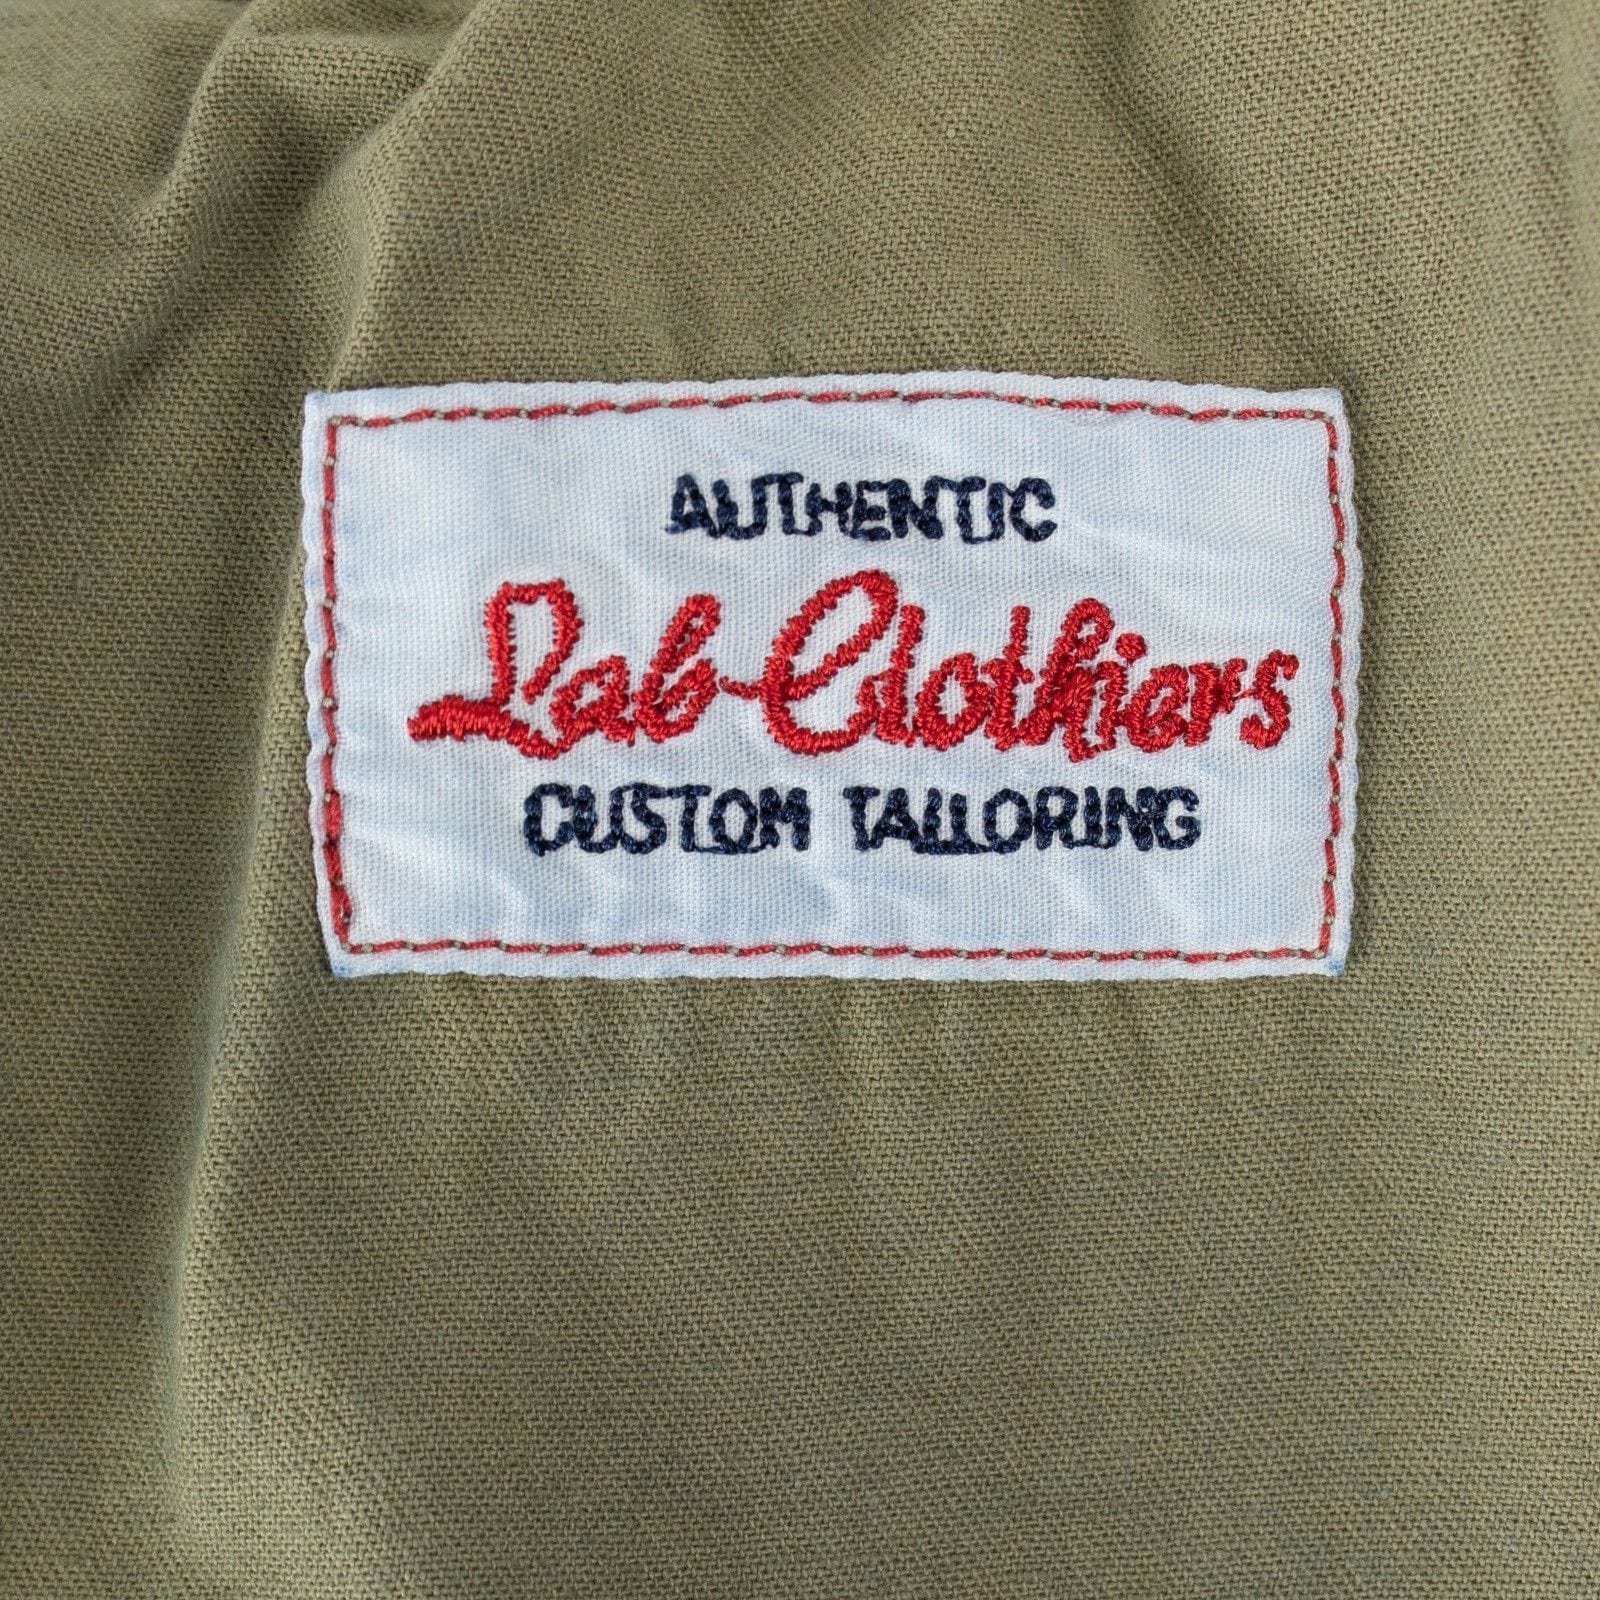 AUTHENTIC
Lab Clothiers
CUSTOM TAILORING